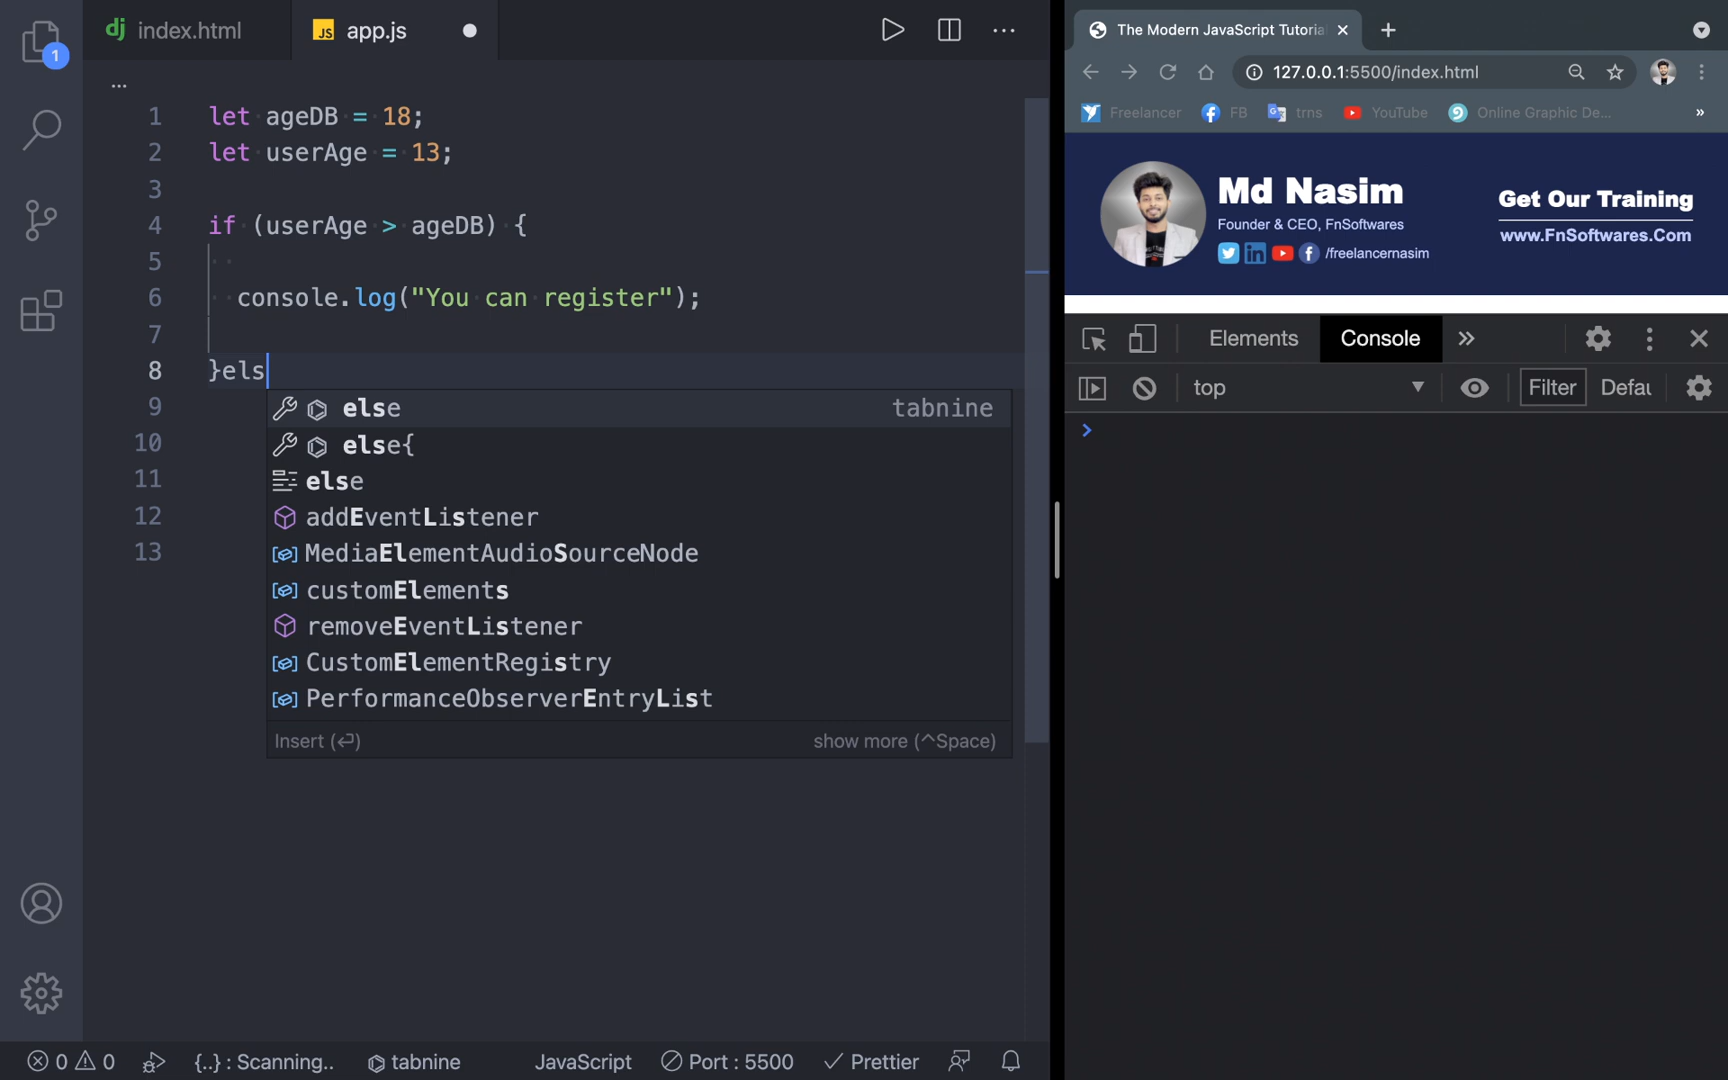 1
dj index.html
JS app.js
...
1 let ageDB = 18;
2 let userAge = 13;
3
4 if (userAge > ageDB) {
5
6 console.log("You can register");
7
8 }els
9
10
11
12
13
else tabnine
else{
else
addEventListener
MediaElementAudioSourceNode
customElements
removeEventListener
CustomElementRegistry
PerformanceObserverEntryList
Insert (⏎) show more (^Space)
0 0 {..} : Scanning.. tabnine JavaScript Port : 5500 Prettier
The Modern JavaScript Tutoria
127.0.0.1:5500/index.html
Freelancer FB trns YouTube Online Graphic De... »
Md Nasim
Founder & CEO, FnSoftwares
/freelancernasim
Get Our Training
www.FnSoftwares.Com
Elements Console »
top Filter Defau
>